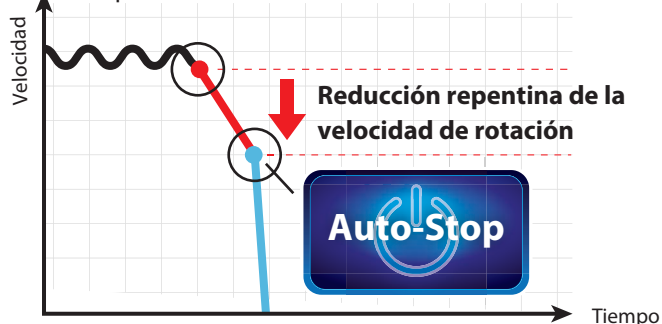 Velocidad
Reducción repentina de la
velocidad de rotación
Auto-Stop
Tiempo